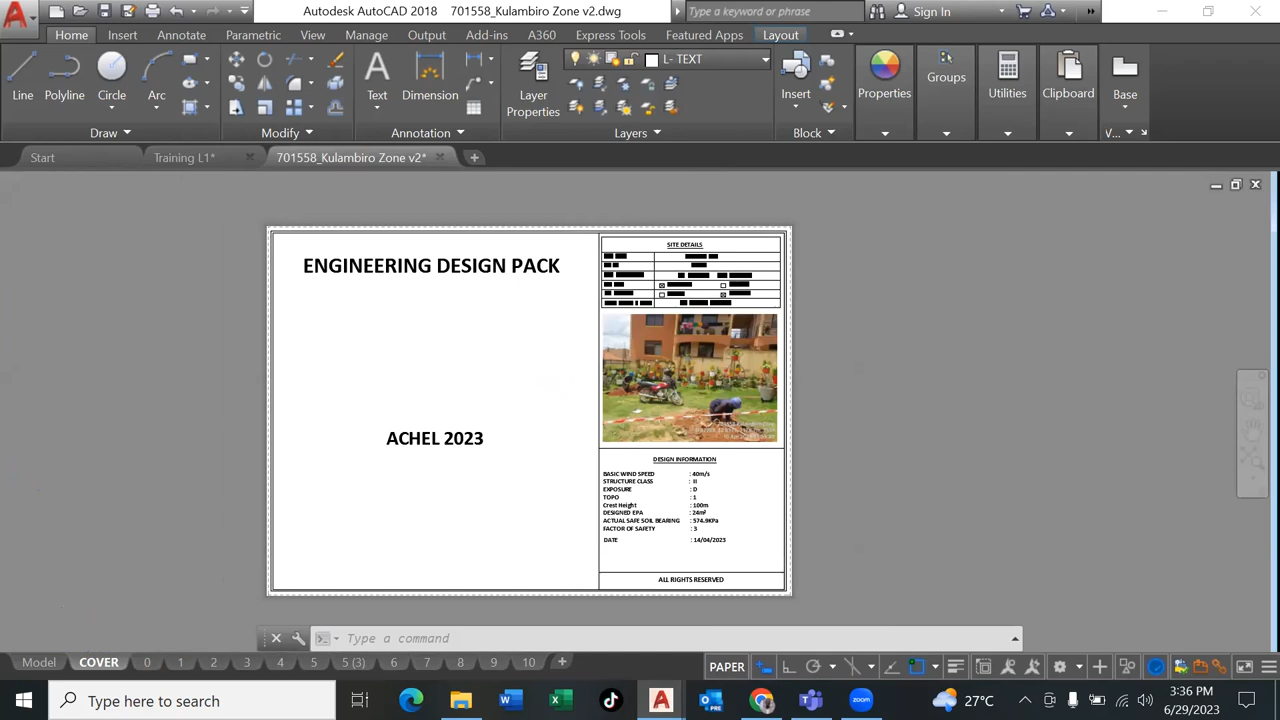 Autodesk AutoCAD 2018 701558_Kulambiro Zone v2.dwg
Type a keyword or phrase
Sign In
Home Insert Annotate Parametric View Manage Output Add-ins A360 Express Tools Featured Apps Layout
L- TEXT
Line Polyline Circle Arc Text Dimension Layer Properties Insert Properties Groups Utilities Clipboard Base
Draw Modify Annotation Layers Block V...
Start Training L1* 701558_Kulambiro Zone v2*
ENGINEERING DESIGN PACK
ACHEL 2023
SITE DETAILS
DESIGN INFORMATION
BASIC WIND SPEED : 40m/s
STRUCTURE CLASS : II
EXPOSURE : D
TOPO : 1
Crest Height : 100m
DESIGNED EPA : 24m²
ACTUAL SAFE SOIL BEARING : 574.9KPa
FACTOR OF SAFETY : 3
DATE : 14/04/2023
ALL RIGHTS RESERVED
Type a command
Model COVER 0 1 2 3 4 5 5 (3) 6 7 8 9 10
PAPER
Type here to search
27°C
3:36 PM
6/29/2023